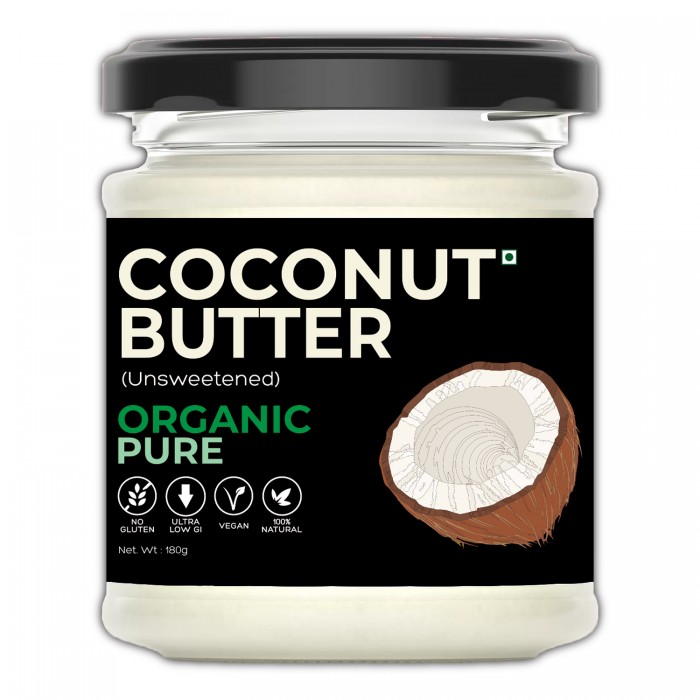 COCONUT
BUTTER
(Unsweetened)
ORGANIC
PURE
NO
GLUTEN
ULTRA
LOW GI
VEGAN
100%
NATURAL
Net. Wt : 180g